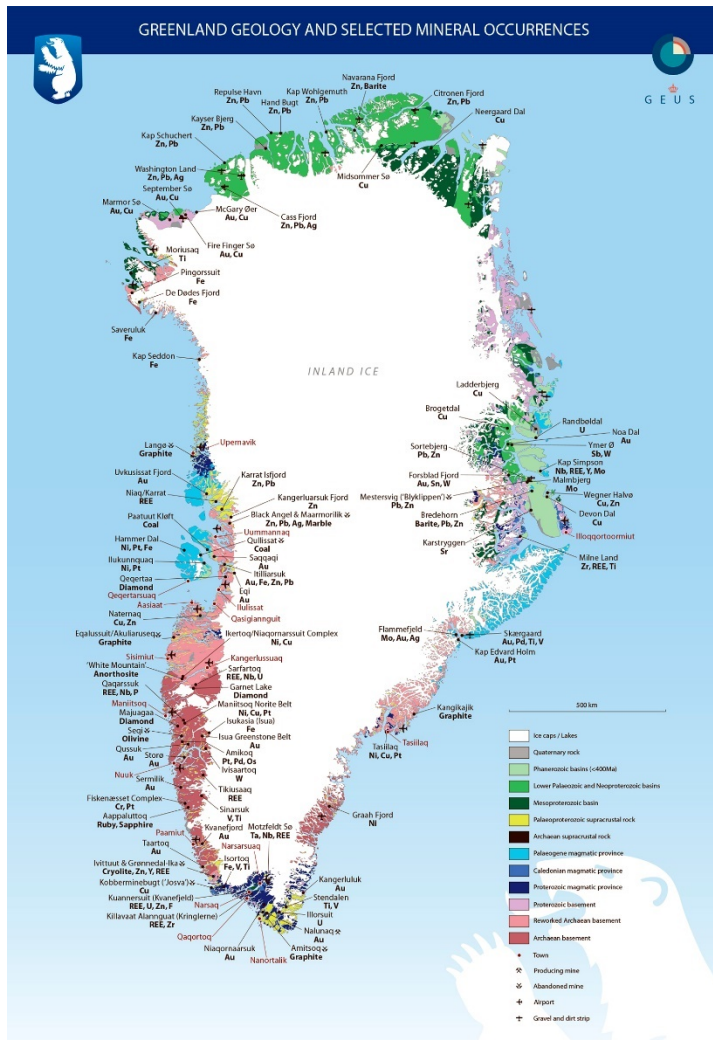 GREENLAND GEOLOGY AND SELECTED MINERAL OCCURRENCES
GEUS
Navarana Fjord
Zn, Barite
Kap Wohlgemuth
Zn, Pb
Citronen Fjord
Zn, Pb
Repulse Havn
Zn, Pb
Hand Bugt
Zn, Pb
Neergaard Dal
Cu
Kayser Bjerg
Zn, Pb
Kap Schuchert
Zn, Pb
Midsommer Sø
Cu
Washington Land
Zn, Pb, Ag
September Sø
Au, Cu
Marmor Sø
Au, Cu
McGary Øer
Au, Cu
Cass Fjord
Zn, Pb, Ag
Fire Finger Sø
Au, Cu
Moriusaq
Ti
Pingorssuit
Fe
De Dødes Fjord
Fe
Saveruluk
Fe
Kap Seddon
Fe
INLAND ICE
Ladderbjerg
Cu
Brogetdal
Cu
Randbøldal
U
Noa Dal
Au
Sortebjerg
Pb, Zn
Ymer Ø
Sb, W
Kap Simpson
Nb, REE, Y, Mo
Forsblad Fjord
Au, Sn, W
Malmbjerg
Mo
Mestersvig ('Blyklippen')
Pb, Zn
Wegner Halvø
Cu, Zn
Bredehorn
Barite, Pb, Zn
Devon Dal
Cu
Illoqqortoormiut
Karstryggen
Sr
Milne Land
Zr, REE, Ti
Langø
Graphite
Upernavik
Uvkusissat Fjord
Au
Karrat Isfjord
Zn, Pb
Niaq/Karrat
REE
Kangerluarsuk Fjord
Zn
Black Angel & Maarmorilik
Zn, Pb, Ag, Marble
Paatuut Kløft
Coal
Uummannaq
Qullissat
Coal
Hammer Dal
Ni, Pt, Fe
Saqqaqi
Au
Ilukunnquaq
Ni, Pt
Itilliarsuk
Au, Fe, Zn, Pb
Qeqertaa
Diamond
Eqi
Au
Qeqertarsuaq
Ilulissat
Aasiaat
Qasigiannguit
Naternaq
Cu, Zn
Eqalussuit/Akuliaruseq
Graphite
Ikertoq/Niaqornarssuit Complex
Ni, Cu
Sisimiut
Kangerlussuaq
'White Mountain'
Anorthosite
Sarfartoq
REE, Nb, U
Qaqarssuk
REE, Nb, P
Garnet Lake
Diamond
Maniitsoq
Maniitsoq Norite Belt
Ni, Cu, Pt
Majuagaa
Diamond
Isukasia (Isua)
Fe
Seqi
Olivine
Isua Greenstone Belt
Au
Qussuk
Au
Amikoq
Pt, Pd, Os
Storø
Au
Ivisaartoq
W
Nuuk
Sermilik
Au
Tikiusaaq
REE
Fiskenæsset Complex
Cr, Pt
Sinarsuk
V, Ti
Aappaluttoq
Ruby, Sapphire
Motzfeldt Sø
Ta, Nb, REE
Paamiut
Kvanefjord
Au
Narsarsuaq
Taartoq
Au
Isortoq
Fe, V, Ti
Ivittuut & Grønnedal-Ika
Cryolite, Zn, Y, REE
Kobberminebugt ('Josva')
Cu
Kuannersuit (Kvanefjeld)
REE, U, Zn, F
Narsaq
Killavaat Alannguat (Kringlerne)
REE, Zr
Qaqortoq
Niaqornaarsuk
Au
Nanortalik
Kangerluluk
Au
Stendalen
Ti, V
Illorsuit
U
Nalunaq
Au
Amitsoq
Graphite
Graah Fjord
Ni
Tasiilaq
Ni, Cu, Pt
Tasiilaq
Kangikajik
Graphite
Flammefjeld
Mo, Au, Ag
Skærgaard
Au, Pd, Ti, V
Kap Edvard Holm
Au, Pt
500 km
Ice caps / Lakes
Quaternary rock
Phanerozoic basins (<400Ma)
Lower Palaeozoic and Neoproterozoic basins
Mesoproterozoic basin
Palaeoproterozoic supracrustal rock
Archaean supracrustal rock
Palaeogene magmatic province
Caledonian magmatic province
Proterozoic magmatic province
Proterozoic basement
Reworked Archaean basement
Archaean basement
Town
Producing mine
Abandoned mine
Airport
Gravel and dirt strip